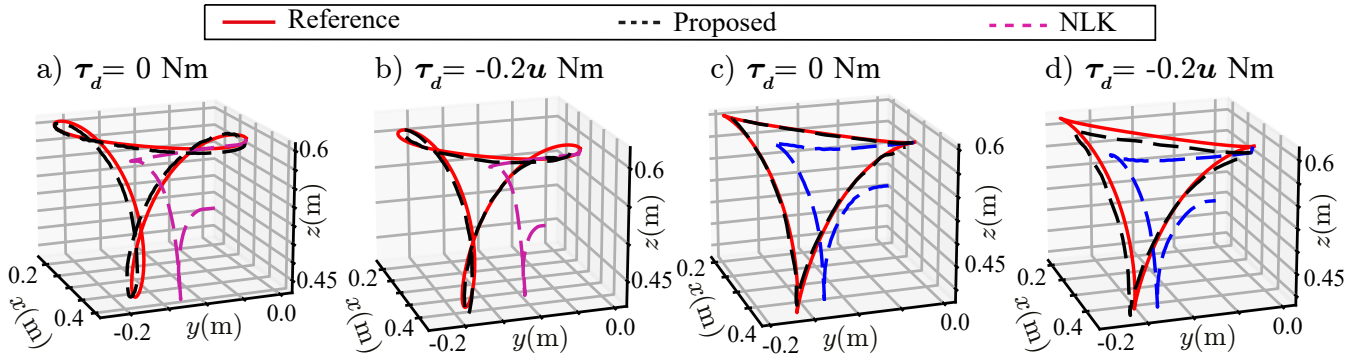 Reference Proposed NLK
a) τ_d= 0 Nm b) τ_d= -0.2u Nm c) τ_d= 0 Nm d) τ_d= -0.2u Nm
0.6 0.6 0.6 0.6
z(m) z(m) z(m) z(m)
0.45 0.45 0.45 0.45
0.2 0.2 0.2 0.2
x(m) x(m) x(m) x(m)
0.4 0.4 0.4 0.4
-0.2 y(m) 0.0 -0.2 y(m) 0.0 -0.2 y(m) 0.0 -0.2 y(m) 0.0